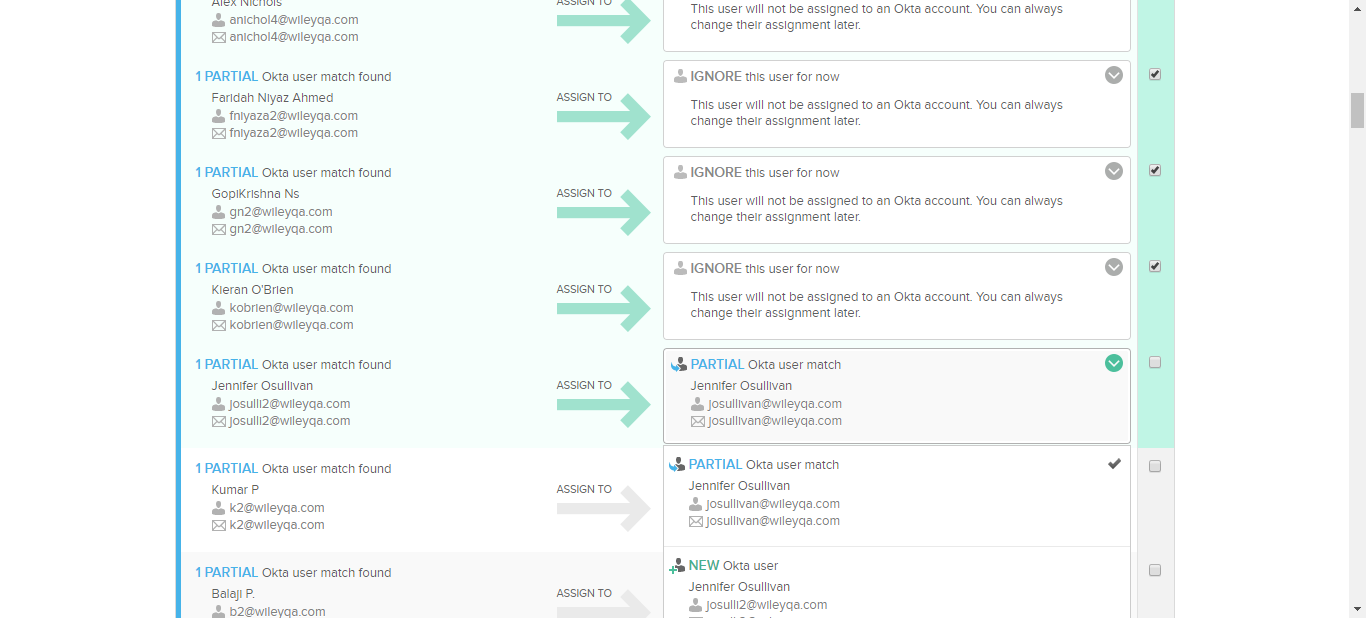 Alex Nichols
anichol4@wileyqa.com
anichol4@wileyqa.com
ASSIGN TO
This user will not be assigned to an Okta account. You can always
change their assignment later.
1 PARTIAL Okta user match found
Faridah Niyaz Ahmed
fniyaza2@wileyqa.com
fniyaza2@wileyqa.com
ASSIGN TO
IGNORE this user for now
This user will not be assigned to an Okta account. You can always
change their assignment later.
1 PARTIAL Okta user match found
GopiKrishna Ns
gn2@wileyqa.com
gn2@wileyqa.com
ASSIGN TO
IGNORE this user for now
This user will not be assigned to an Okta account. You can always
change their assignment later.
1 PARTIAL Okta user match found
Kieran O'Brien
kobrien@wileyqa.com
kobrien@wileyqa.com
ASSIGN TO
IGNORE this user for now
This user will not be assigned to an Okta account. You can always
change their assignment later.
1 PARTIAL Okta user match found
Jennifer Osullivan
josulli2@wileyqa.com
josulli2@wileyqa.com
ASSIGN TO
PARTIAL Okta user match
Jennifer Osullivan
josullivan@wileyqa.com
josullivan@wileyqa.com
1 PARTIAL Okta user match found
Kumar P
k2@wileyqa.com
k2@wileyqa.com
ASSIGN TO
PARTIAL Okta user match
Jennifer Osullivan
josullivan@wileyqa.com
josullivan@wileyqa.com
1 PARTIAL Okta user match found
Balaji P.
b2@wileyqa.com
ASSIGN TO
NEW Okta user
Jennifer Osullivan
josulli2@wileyqa.com